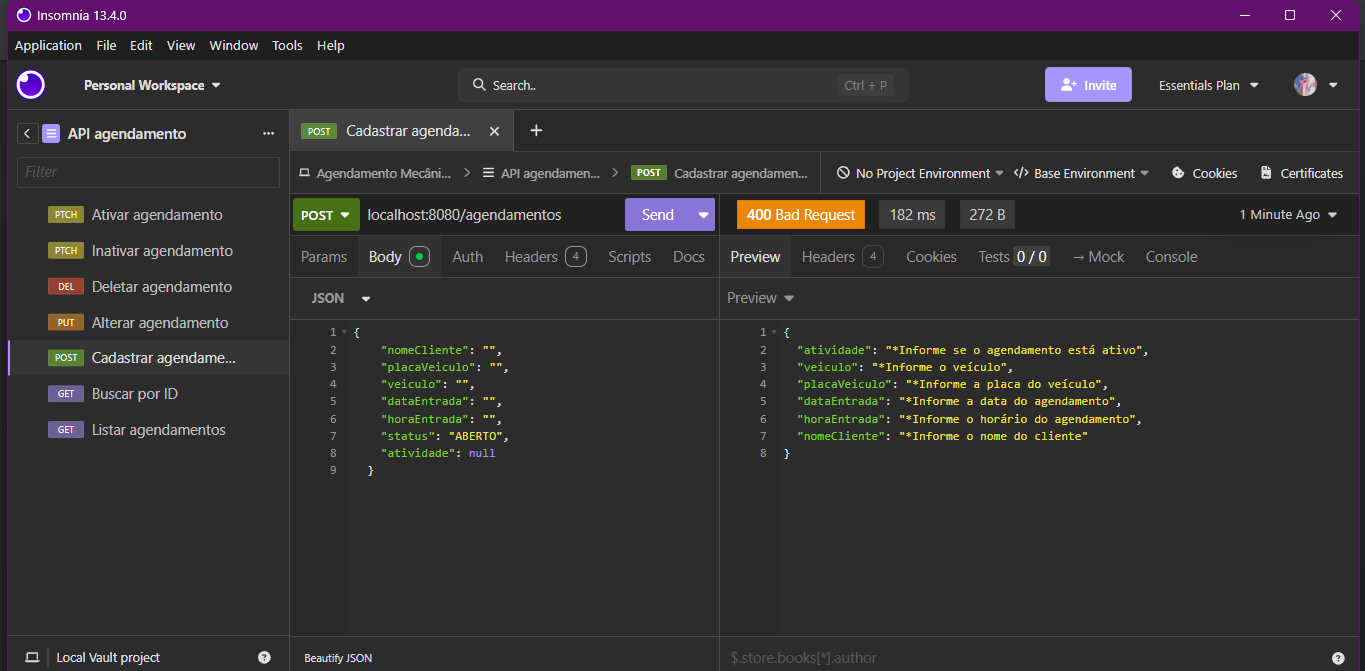 Insomnia 13.4.0
Application File Edit View Window Tools Help
Personal Workspace
Search..
Ctrl + P
Invite
Essentials Plan
API agendamento
...
POST Cadastrar agenda...
Filter
Agendamento Mecâni... > API agendamen... > POST Cadastrar agendamen...
No Project Environment
</> Base Environment
Cookies
Certificates
PTCH Ativar agendamento
PTCH Inativar agendamento
DEL Deletar agendamento
PUT Alterar agendamento
POST Cadastrar agendame...
GET Buscar por ID
GET Listar agendamentos
POST localhost:8080/agendamentos
Send
400 Bad Request 182 ms 272 B
1 Minute Ago
Params Body Auth Headers 4 Scripts Docs
Preview Headers 4 Cookies Tests 0 / 0 → Mock Console
JSON
Preview
1 {
2 "nomeCliente": "",
3 "placaVeiculo": "",
4 "veiculo": "",
5 "dataEntrada": "",
6 "horaEntrada": "",
7 "status": "ABERTO",
8 "atividade": null
9 }
1 {
2 "atividade": "*Informe se o agendamento está ativo",
3 "veiculo": "*Informe o veículo",
4 "placaVeiculo": "*Informe a placa do veículo",
5 "dataEntrada": "*Informe a data do agendamento",
6 "horaEntrada": "*Informe o horário do agendamento",
7 "nomeCliente": "*Informe o nome do cliente"
8 }
Local Vault project
?
Beautify JSON
$.store.books[*].author
?